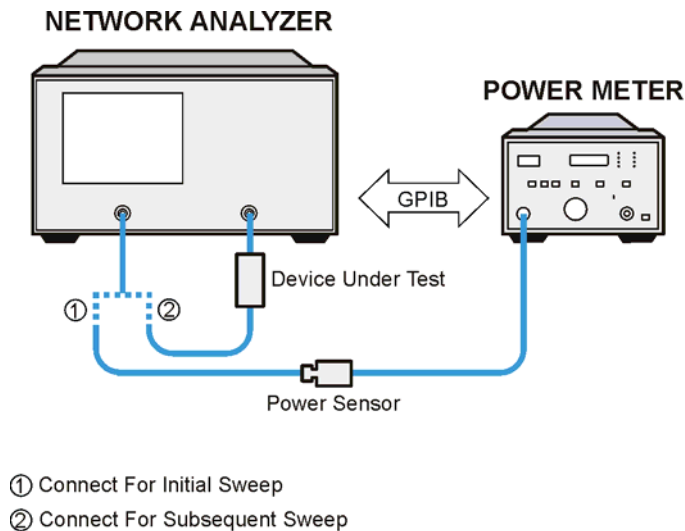 NETWORK ANALYZER
POWER METER
GPIB
Device Under Test
① ②
Power Sensor
① Connect For Initial Sweep
② Connect For Subsequent Sweep